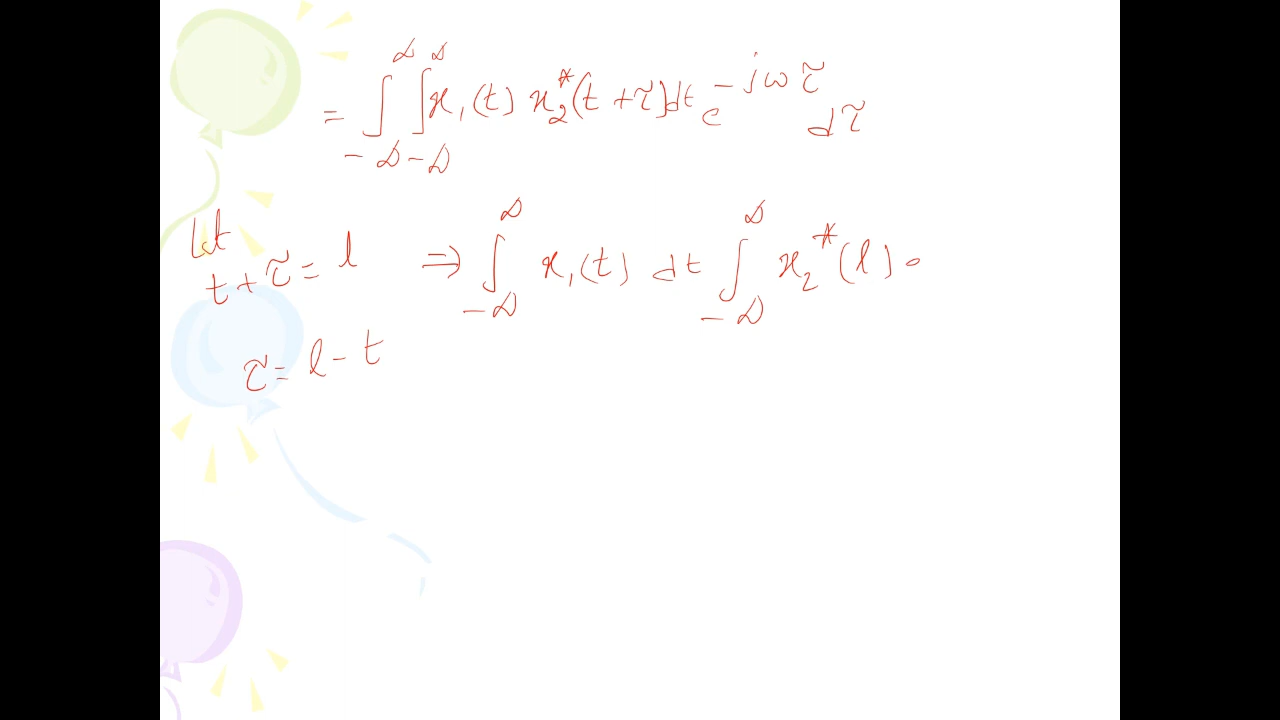 = ∫_{-∞}^{∞} ∫_{-∞}^{∞} x₁(t) x₂*(t + τ) dt e^{-jωτ} dτ
Let t + τ = l ⇒ ∫_{-∞}^{∞} x₁(t) dt ∫_{-∞}^{∞} x₂*(l)
τ = l - t